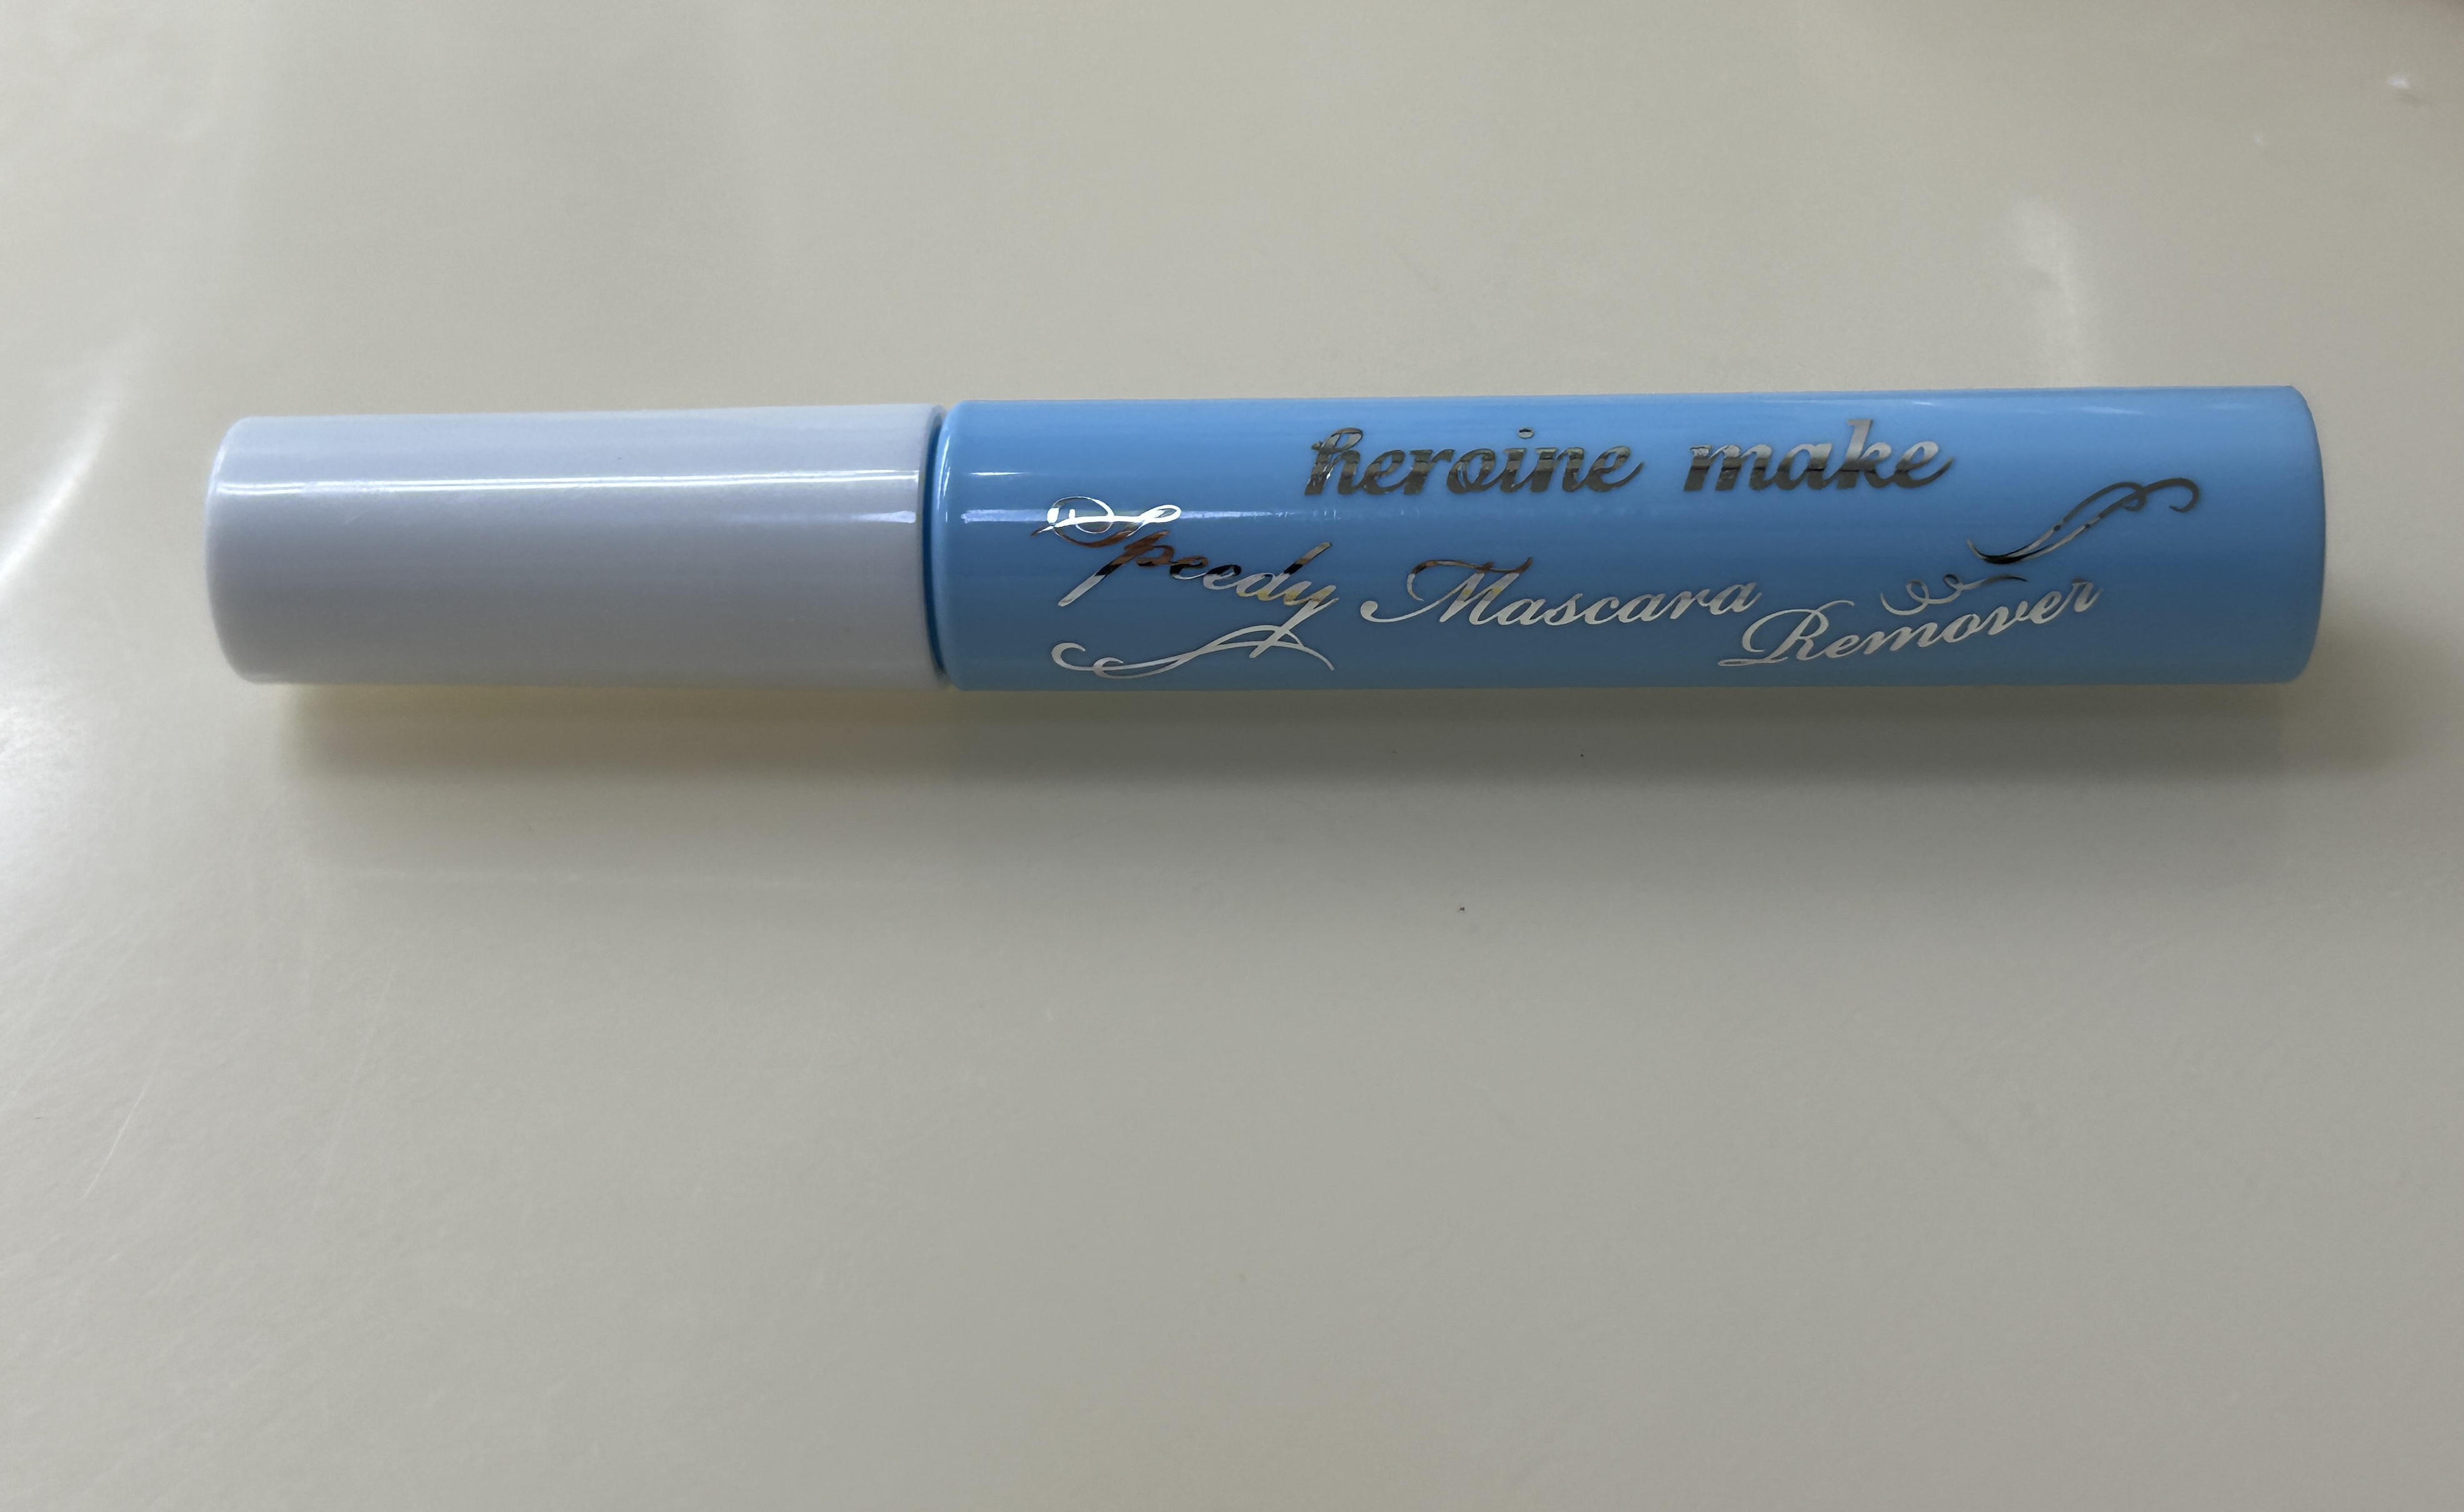 heroine make
Speedy Mascara
Remover